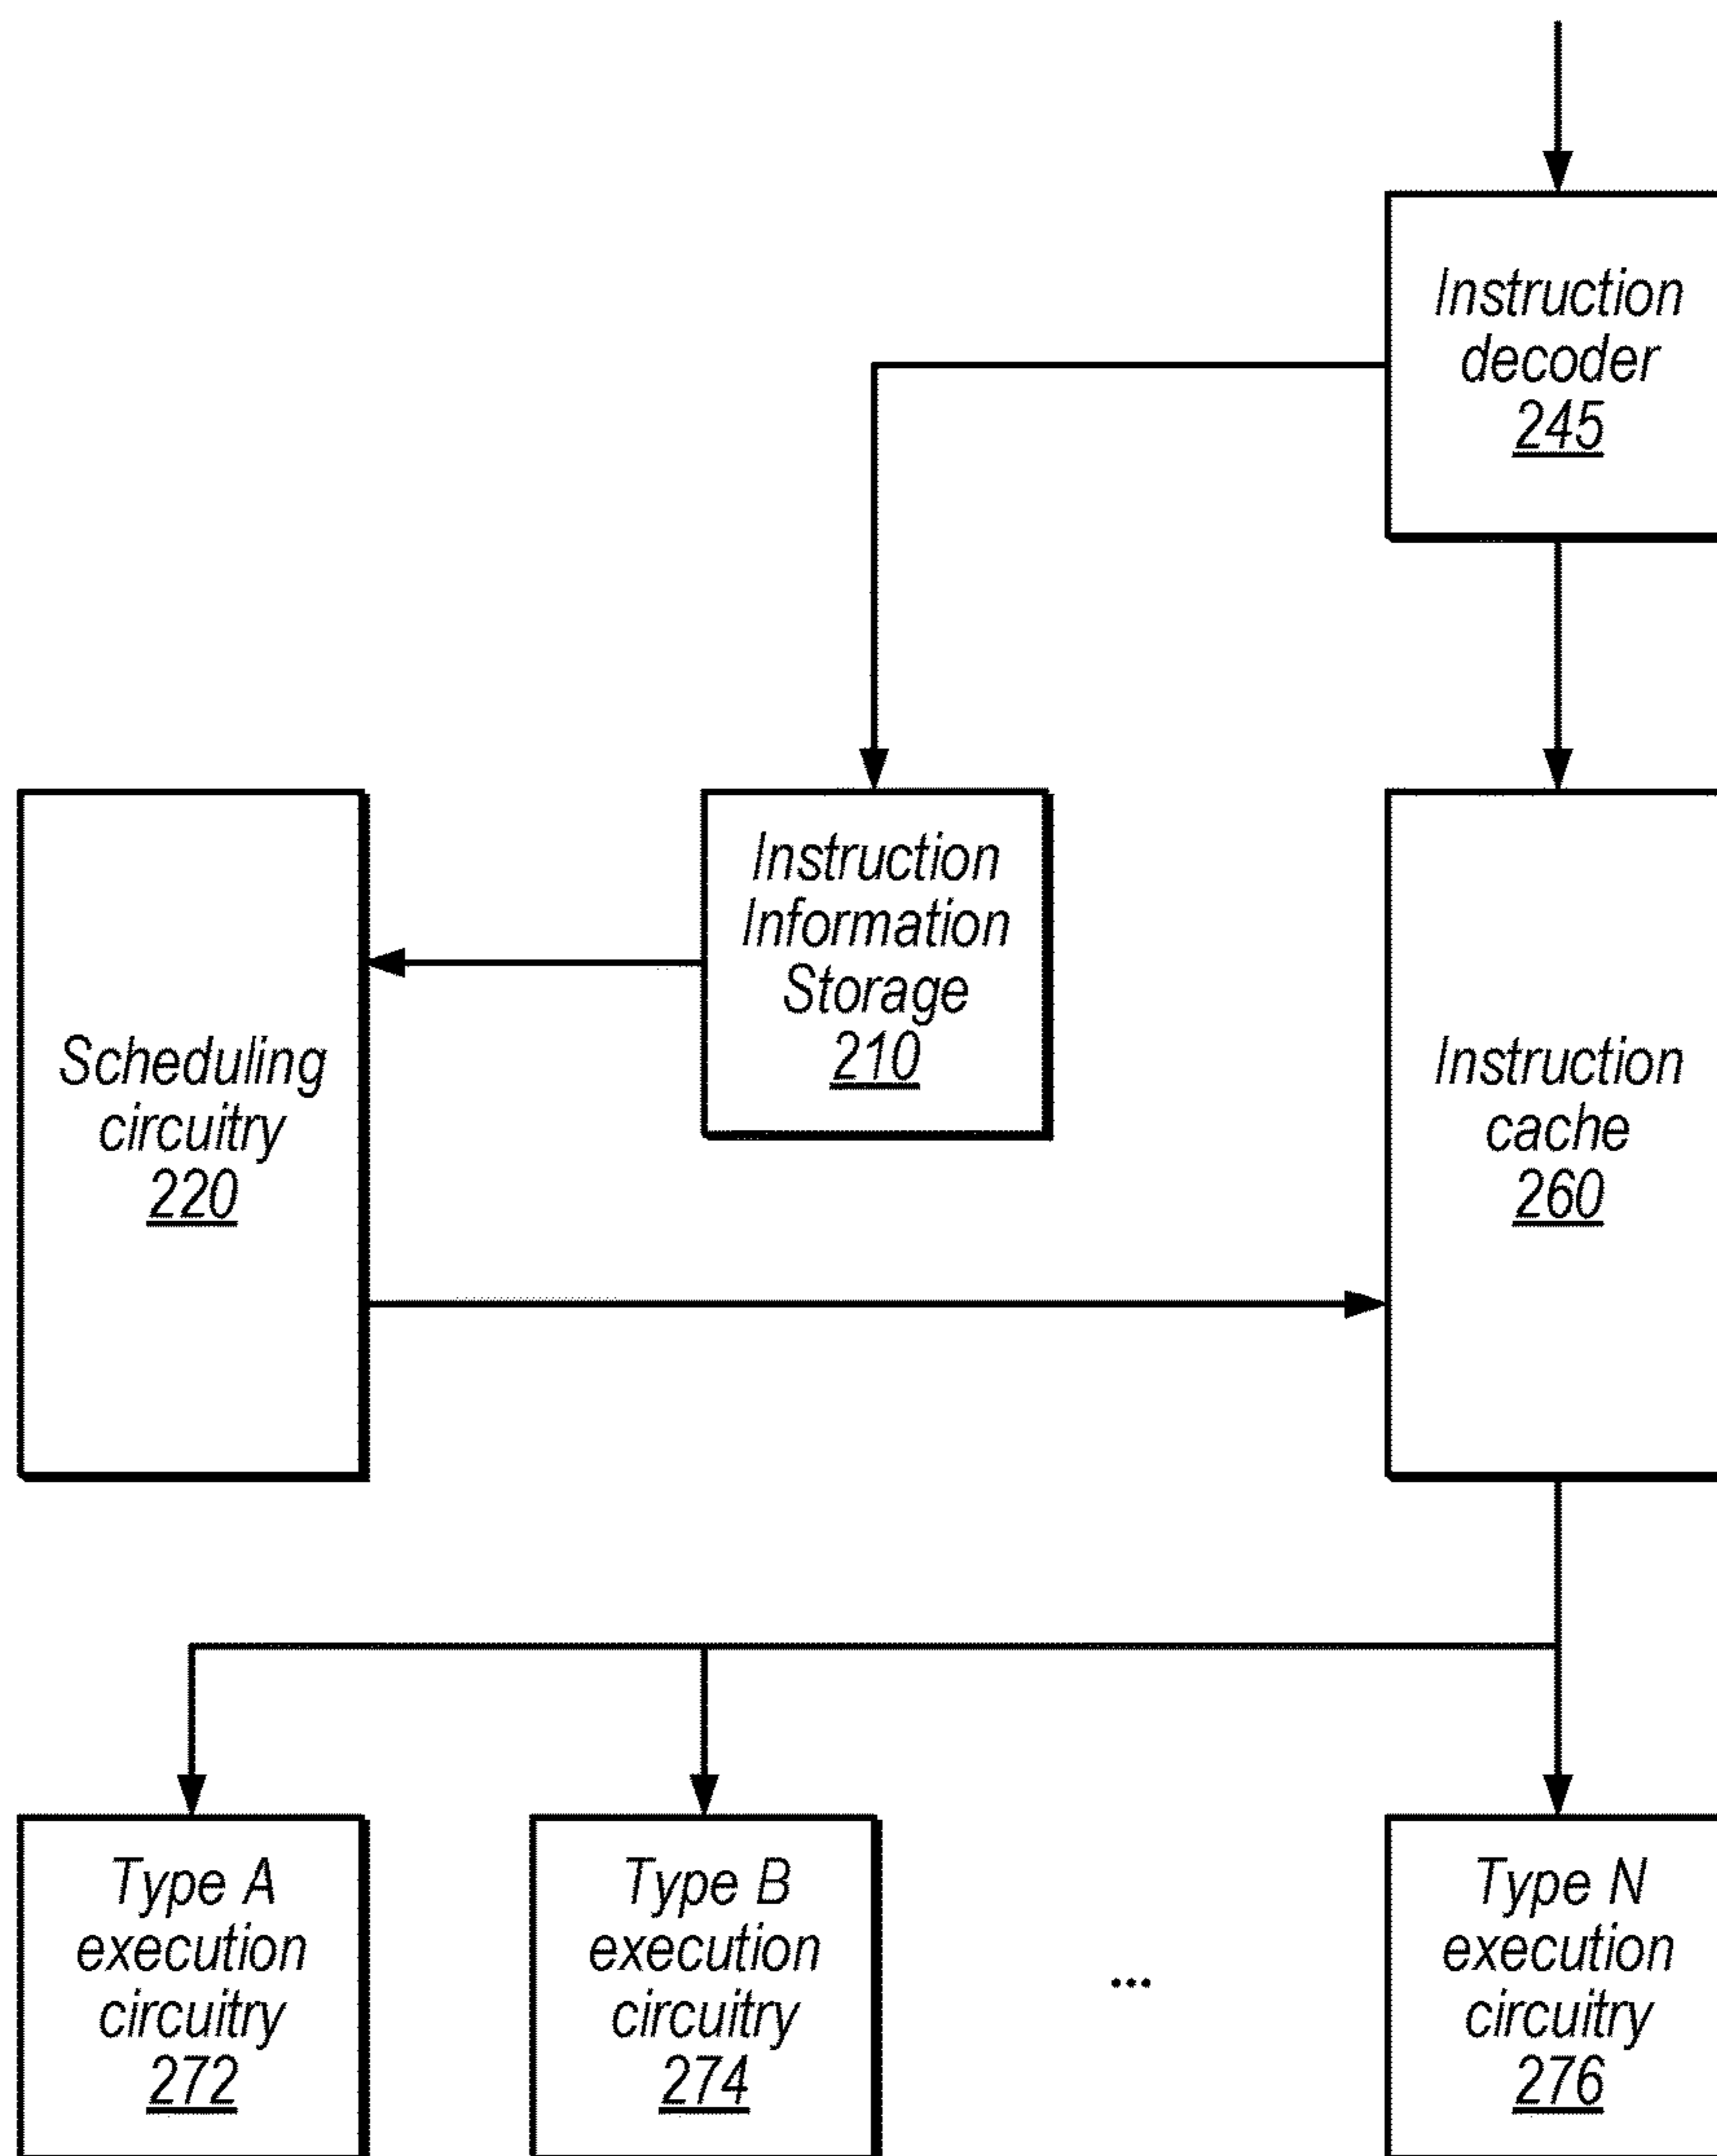 Instruction
decoder
245
Instruction
Information
Storage
210
Scheduling
circuitry
220
Instruction
cache
260
Type A
execution
circuitry
272
Type B
execution
circuitry
274
...
Type N
execution
circuitry
276